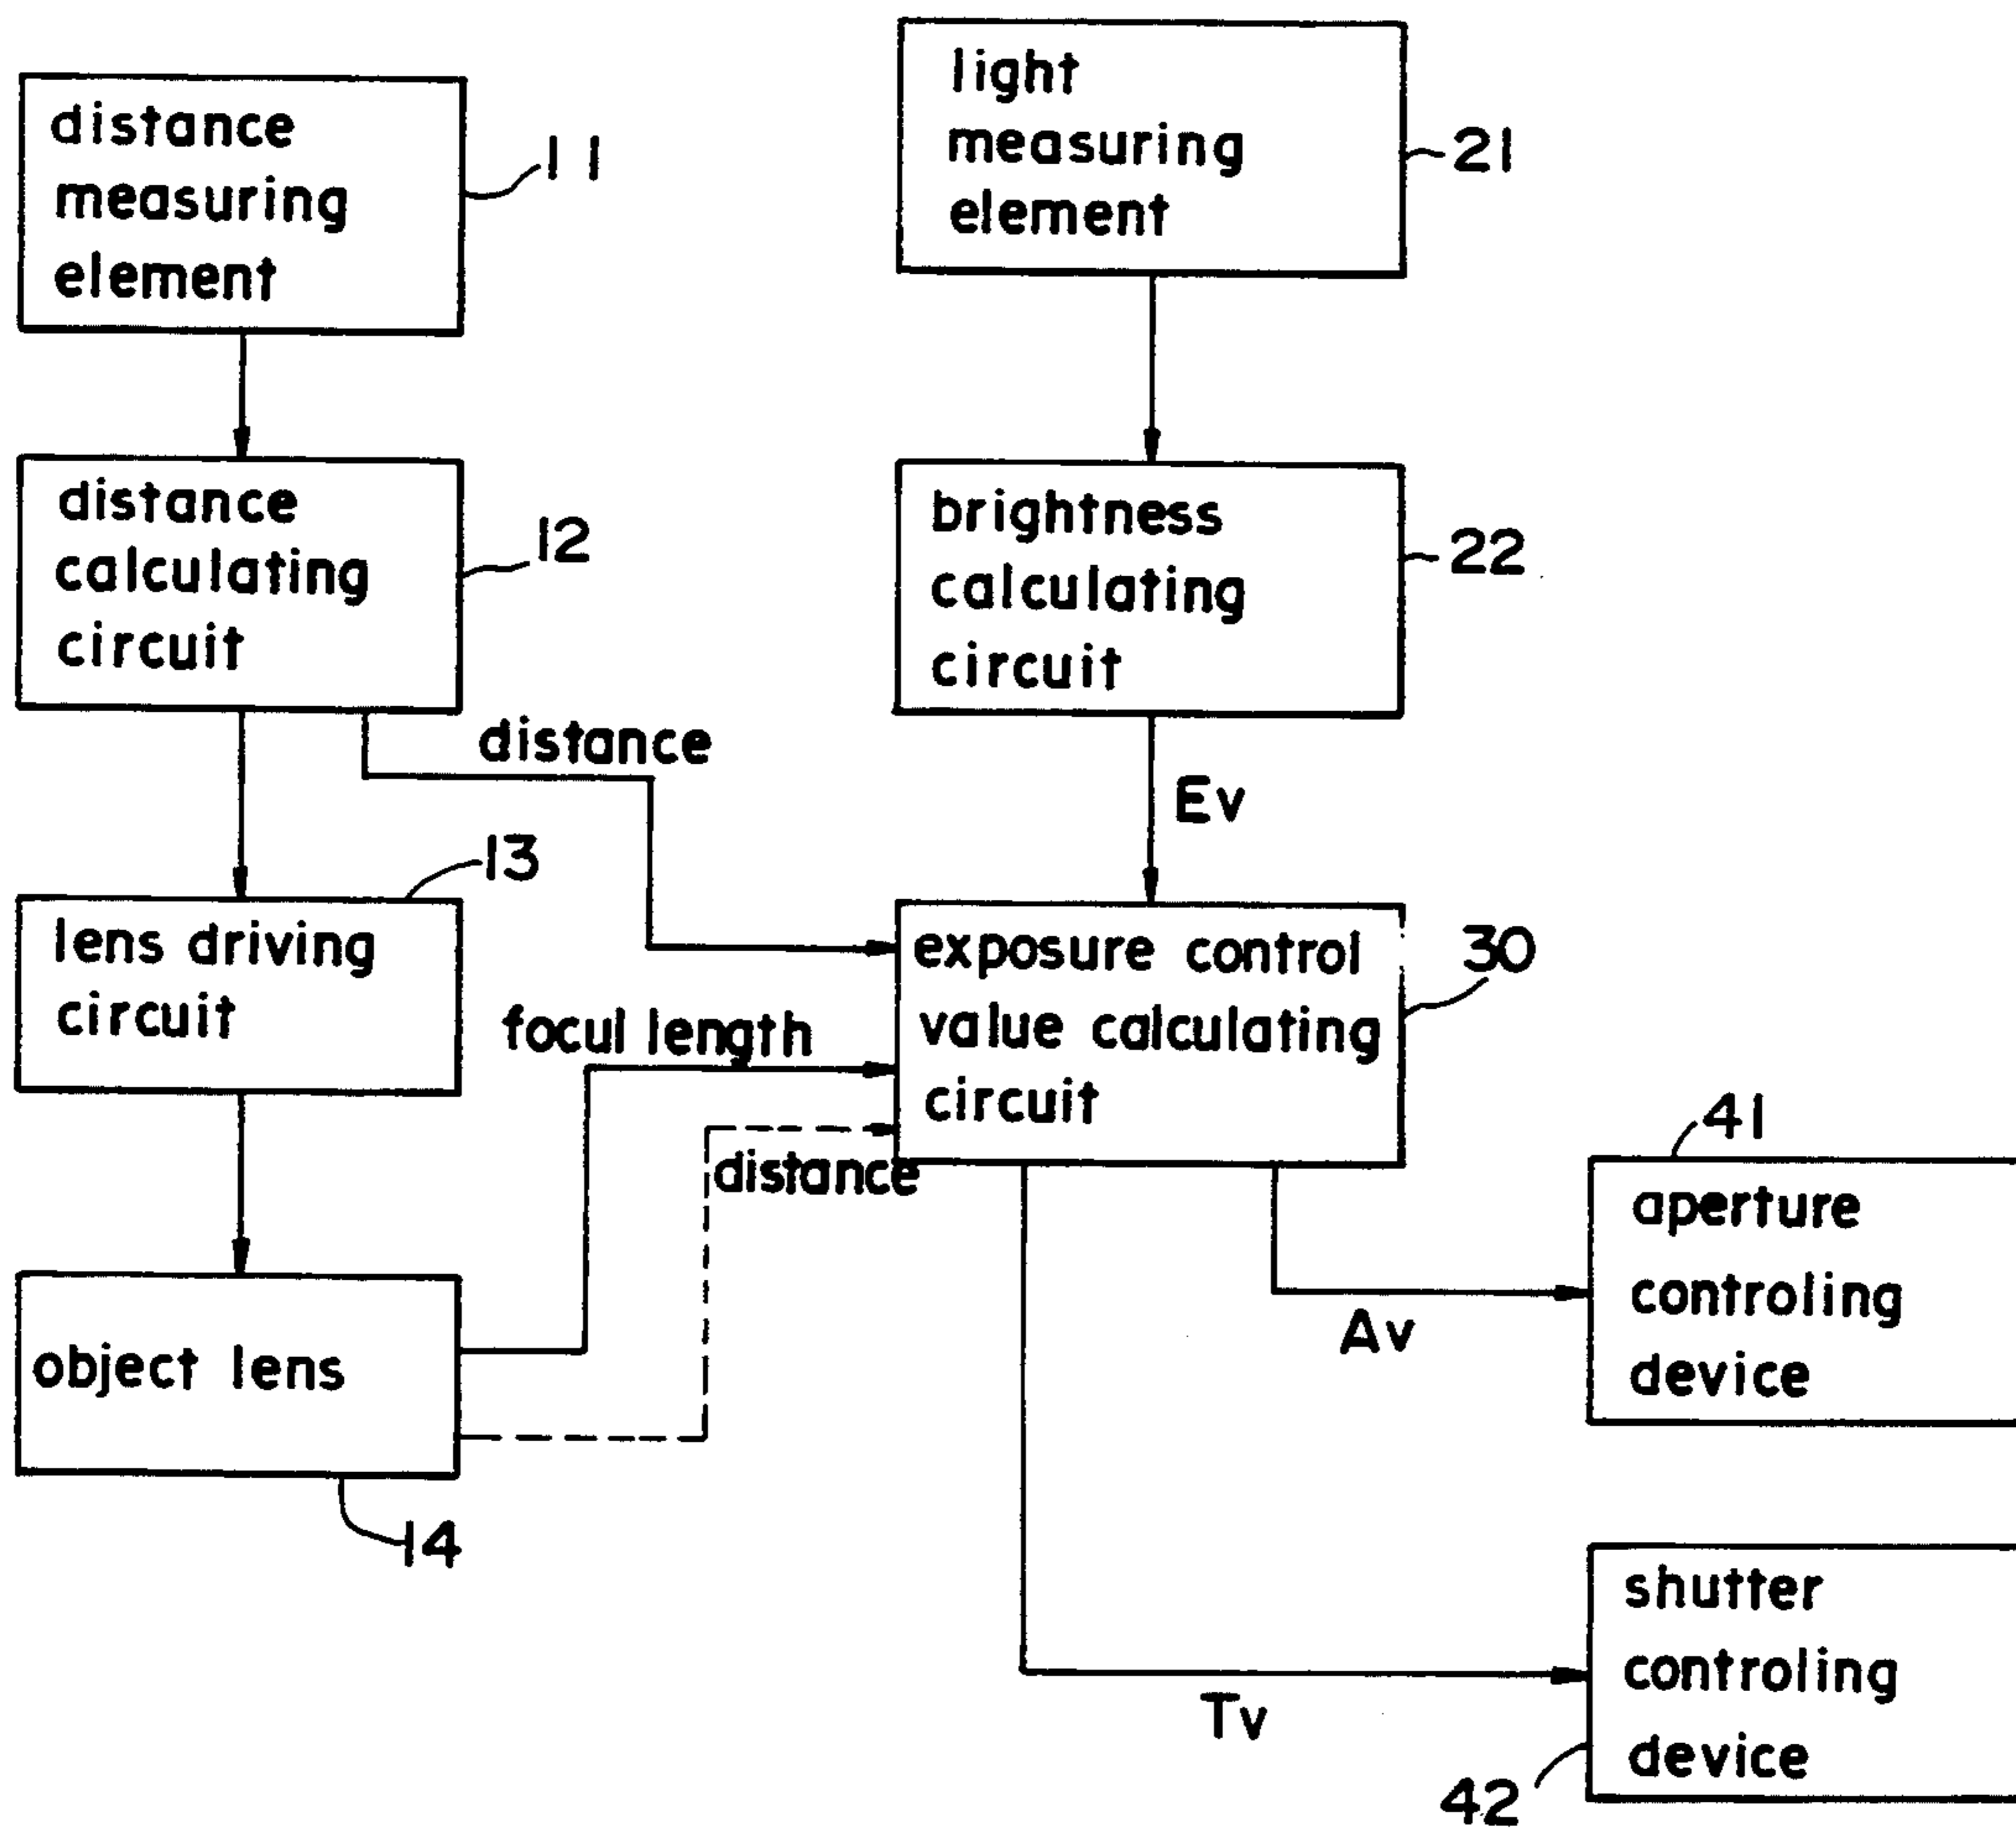 distance
measuring
element
11
light
measuring
element
21
distance
calculating
circuit
12
brightness
calculating
circuit
22
distance
Ev
lens driving
circuit
13
exposure control
value calculating
circuit
30
focul length
distance
object lens
14
aperture
controling
device
41
Av
shutter
controling
device
42
Tv